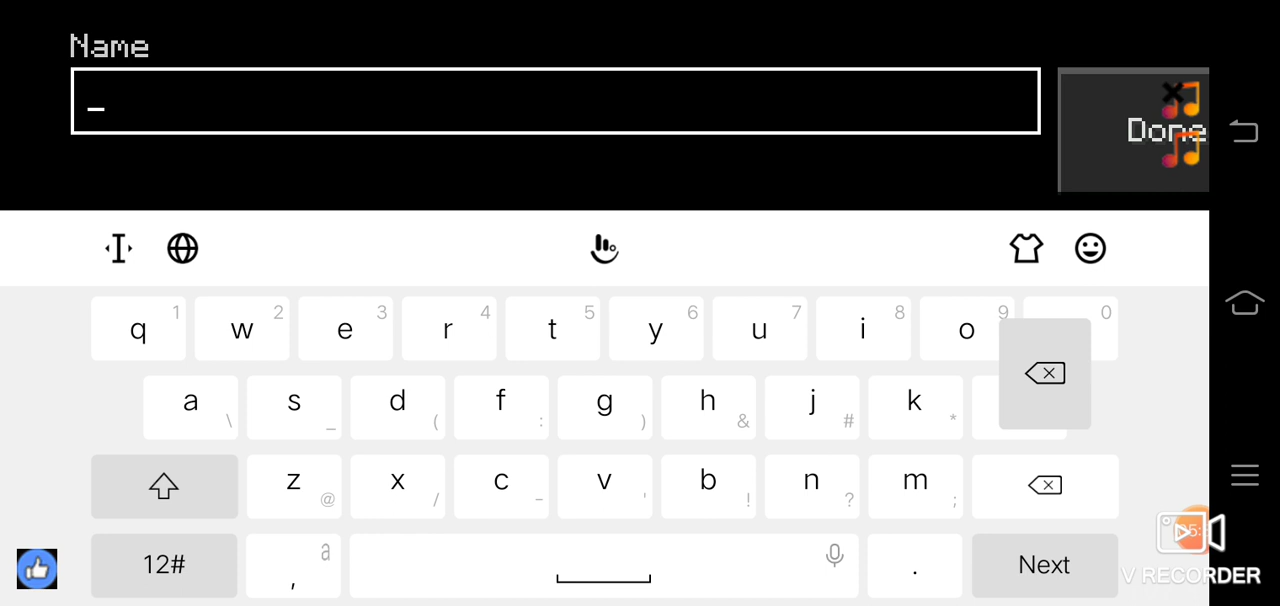 Name
_
Done
q 1 w 2 e 3 r 4 t 5 y 6 u 7 i 8 o 9 0
a \ s _ d ( f : g ) h & j # k *
z @ x / c - v ' b ! n ? m ;
12# , a . Next
V RECORDER